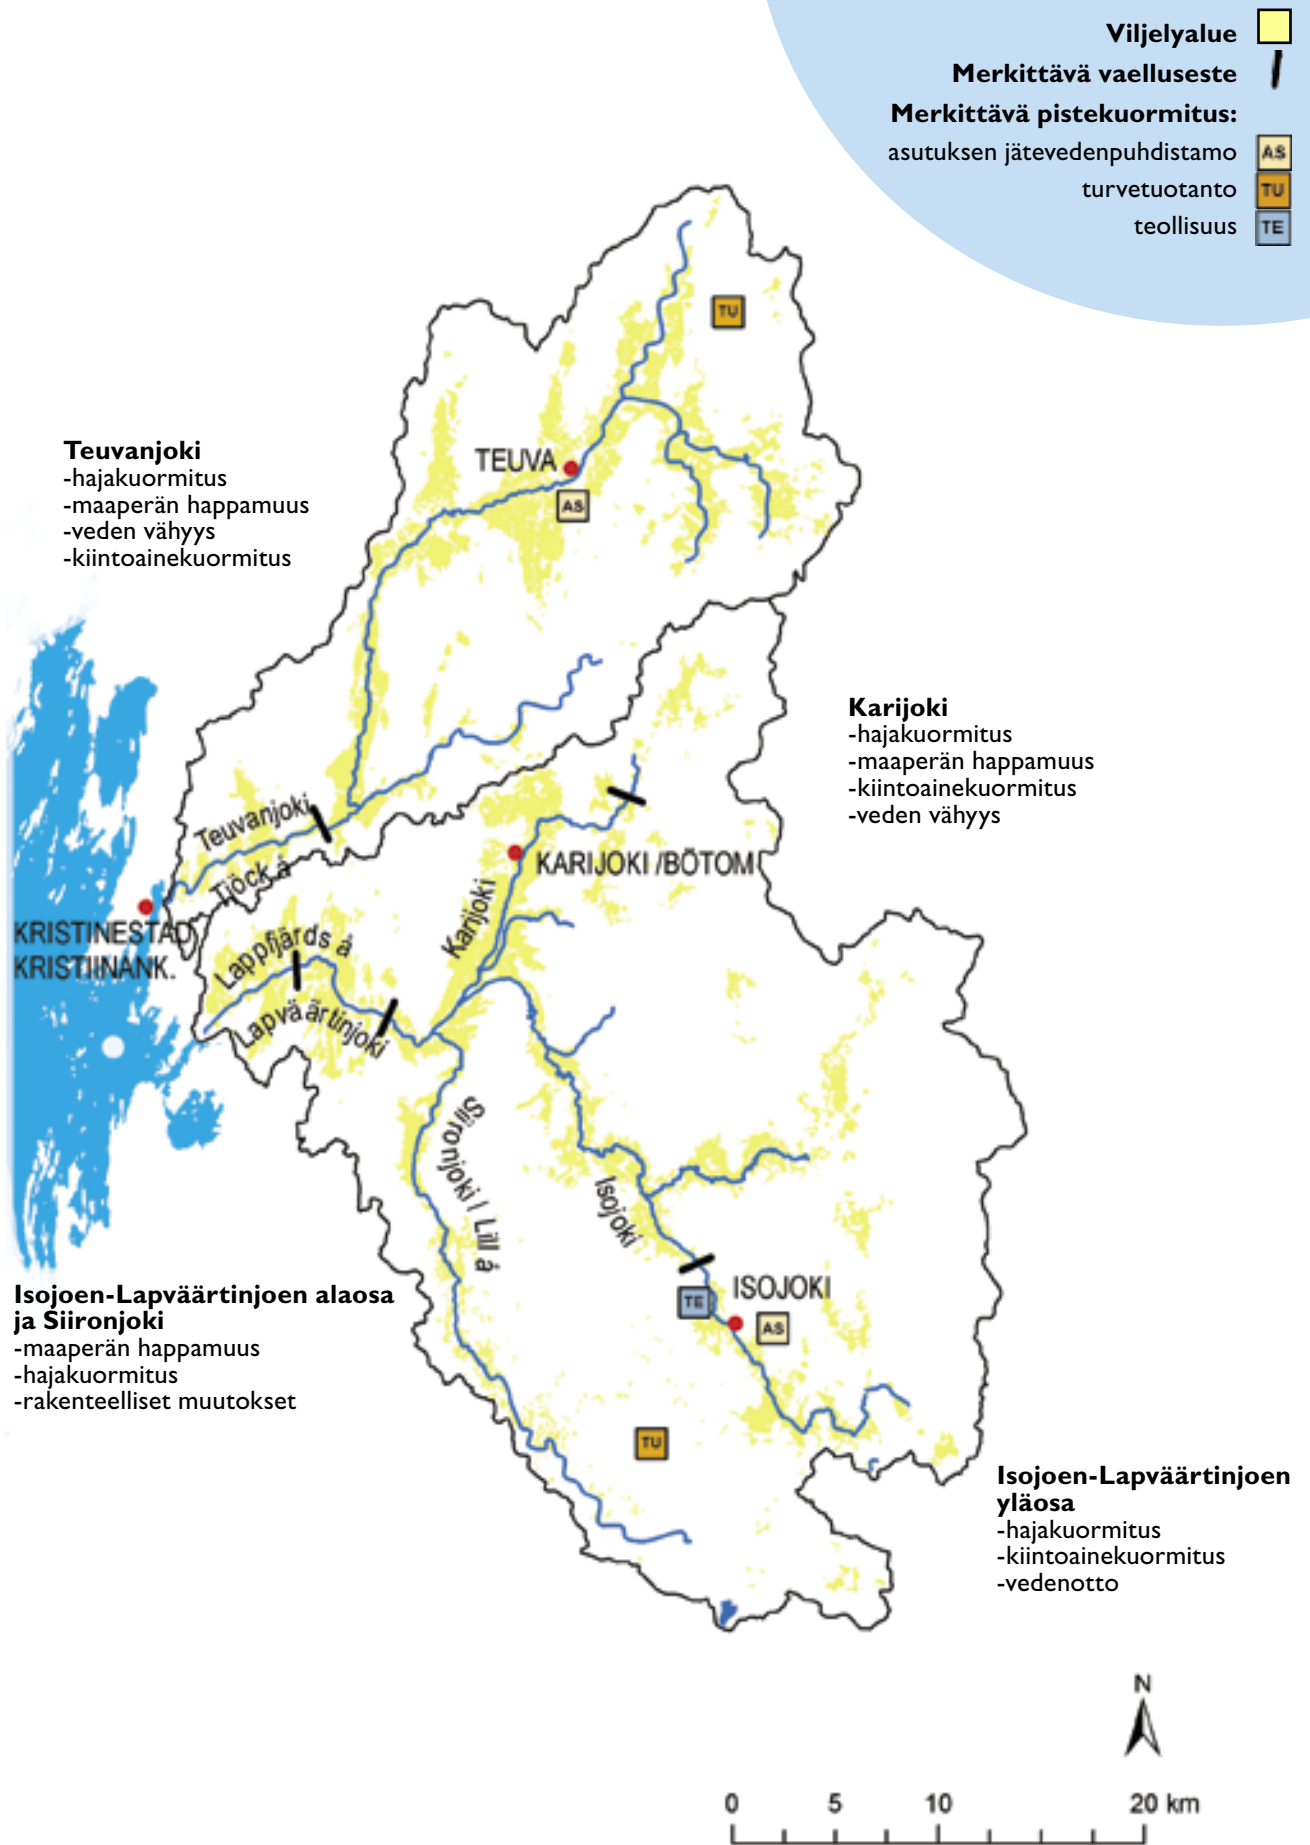 Viljelyalue
Merkittävä vaelluseste
Merkittävä pistekuormitus:
asutuksen jätevedenpuhdistamo AS
turvetuotanto TU
teollisuus TE
TU
Teuvanjoki
-hajakuormitus
-maaperän happamuus
-veden vähyys
-kiintoainekuormitus
TEUVA
AS
Karijoki
-hajakuormitus
-maaperän happamuus
-kiintoainekuormitus
-veden vähyys
Teuvanjoki
Tjöck å
KARIJOKI /BÖTOM
Karijoki
KRISTINESTAD
KRISTIINANK.
Lappfjärds å
Lapväärtinjoki
Siironjoki / Lill å
Isojoki
ISOJOKI
TE
AS
Isojoen-Lapväärtinjoen alaosa
ja Siironjoki
-maaperän happamuus
-hajakuormitus
-rakenteelliset muutokset
TU
Isojoen-Lapväärtinjoen
yläosa
-hajakuormitus
-kiintoainekuormitus
-vedenotto
N
0 5 10 20 km